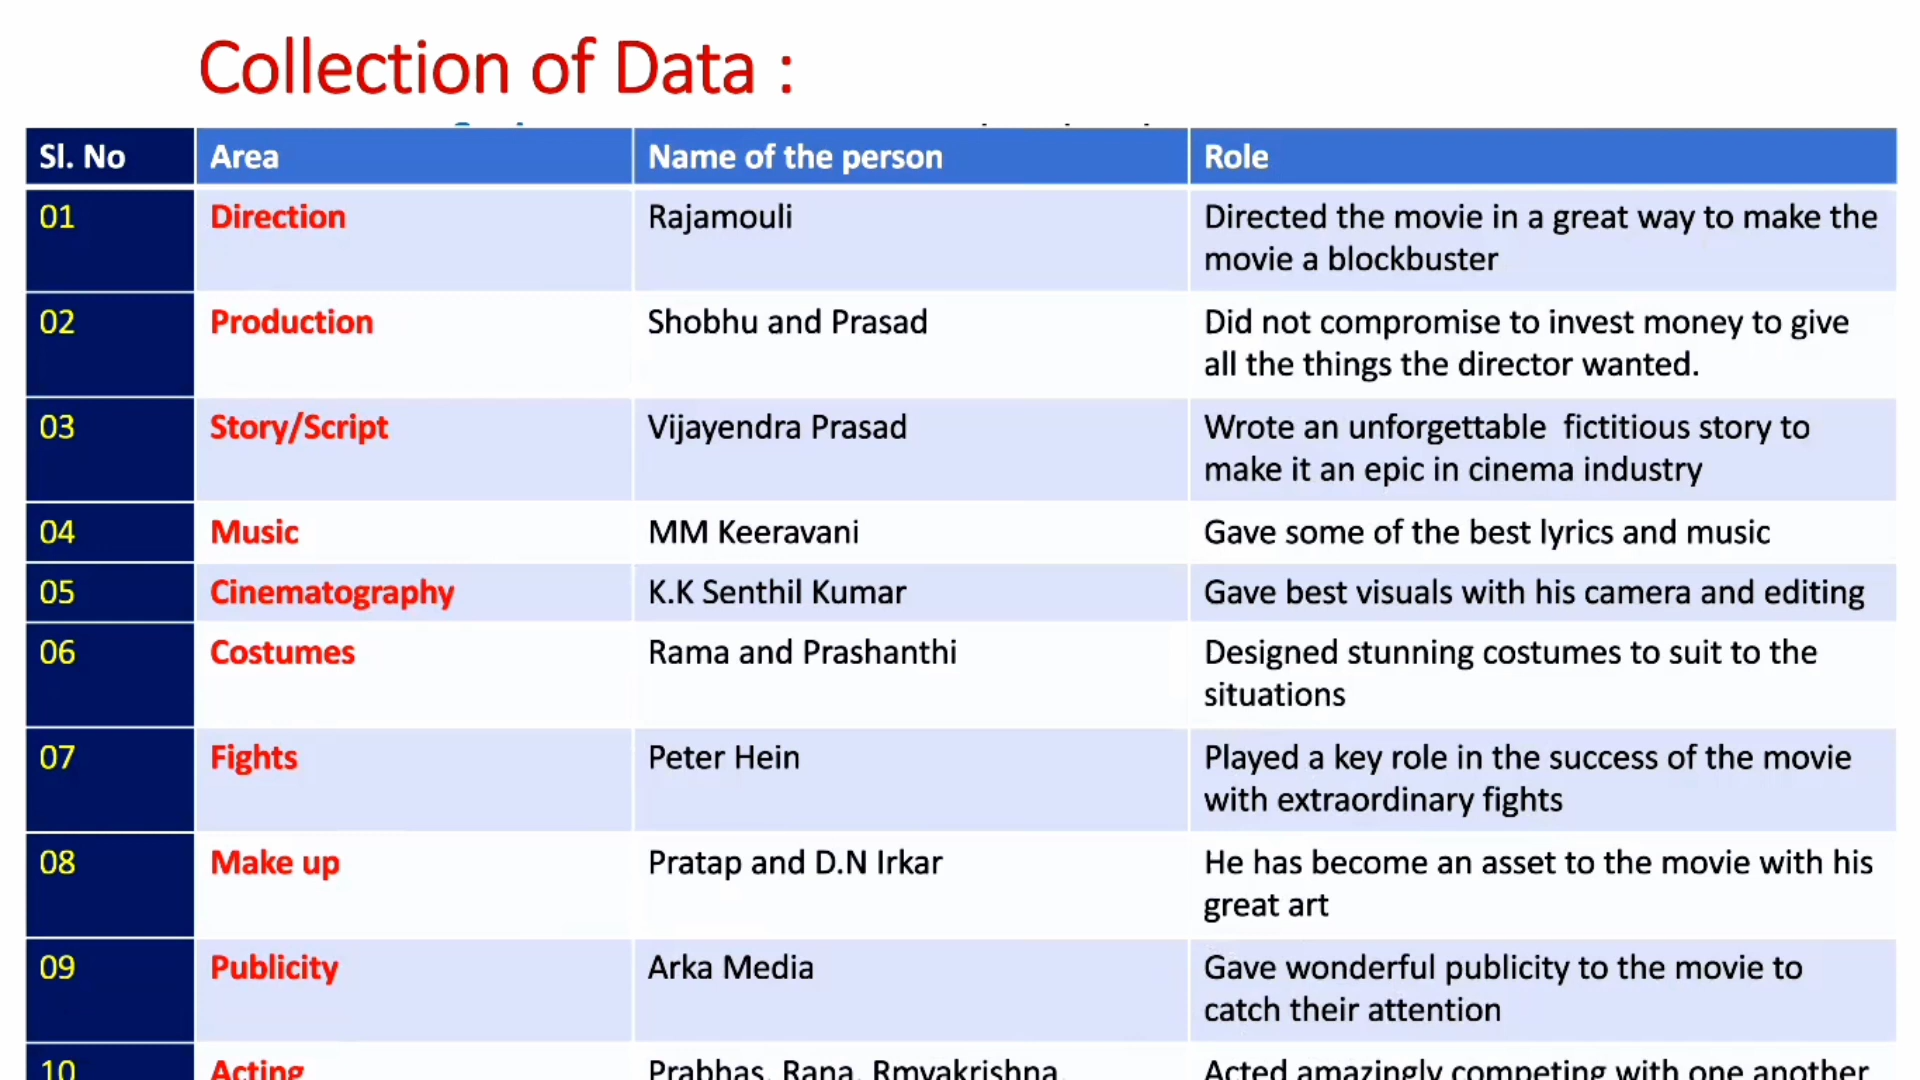 Collection of Data :
Sl. No Area Name of the person Role
01 Direction Rajamouli Directed the movie in a great way to make the
movie a blockbuster
02 Production Shobhu and Prasad Did not compromise to invest money to give
all the things the director wanted.
03 Story/Script Vijayendra Prasad Wrote an unforgettable fictitious story to
make it an epic in cinema industry
04 Music MM Keeravani Gave some of the best lyrics and music
05 Cinematography K.K Senthil Kumar Gave best visuals with his camera and editing
06 Costumes Rama and Prashanthi Designed stunning costumes to suit to the
situations
07 Fights Peter Hein Played a key role in the success of the movie
with extraordinary fights
08 Make up Pratap and D.N Irkar He has become an asset to the movie with his
great art
09 Publicity Arka Media Gave wonderful publicity to the movie to
catch their attention
10 Acting Prabhas, Rana, Rmyakrishna, Acted amazingly competing with one another